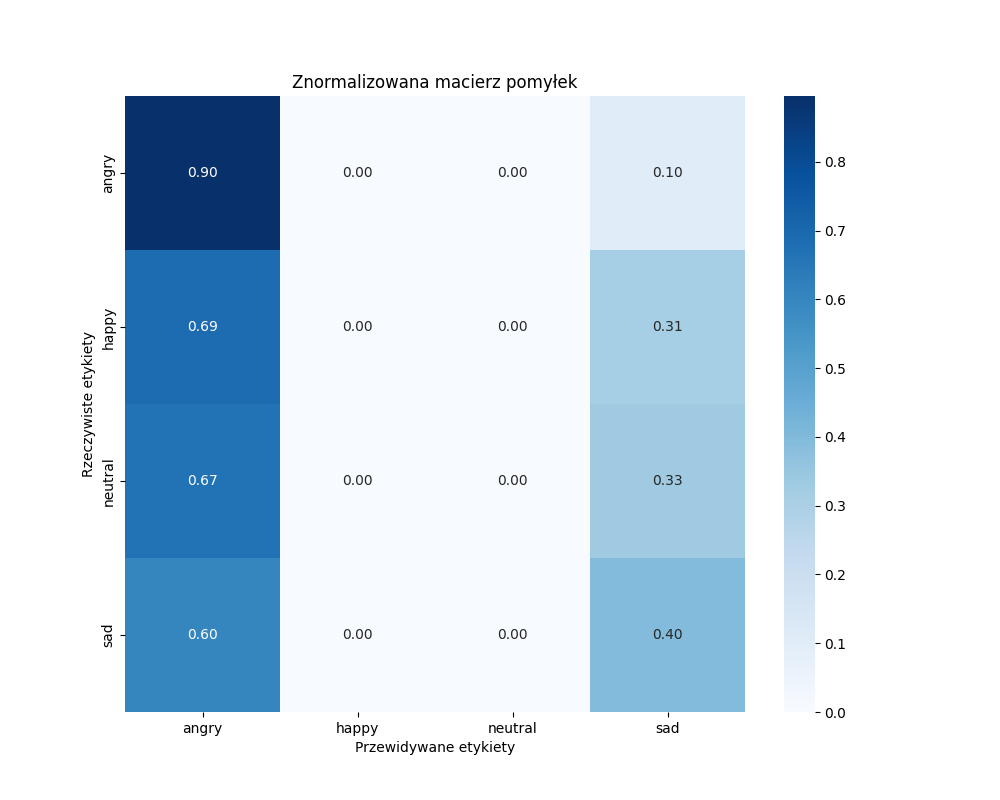 Znormalizowana macierz pomyłek
Rzeczywiste etykiety
angry
0.90 0.00 0.00 0.10
happy
0.69 0.00 0.00 0.31
neutral
0.67 0.00 0.00 0.33
sad
0.60 0.00 0.00 0.40
angry happy neutral sad
Przewidywane etykiety
0.8
0.7
0.6
0.5
0.4
0.3
0.2
0.1
0.0